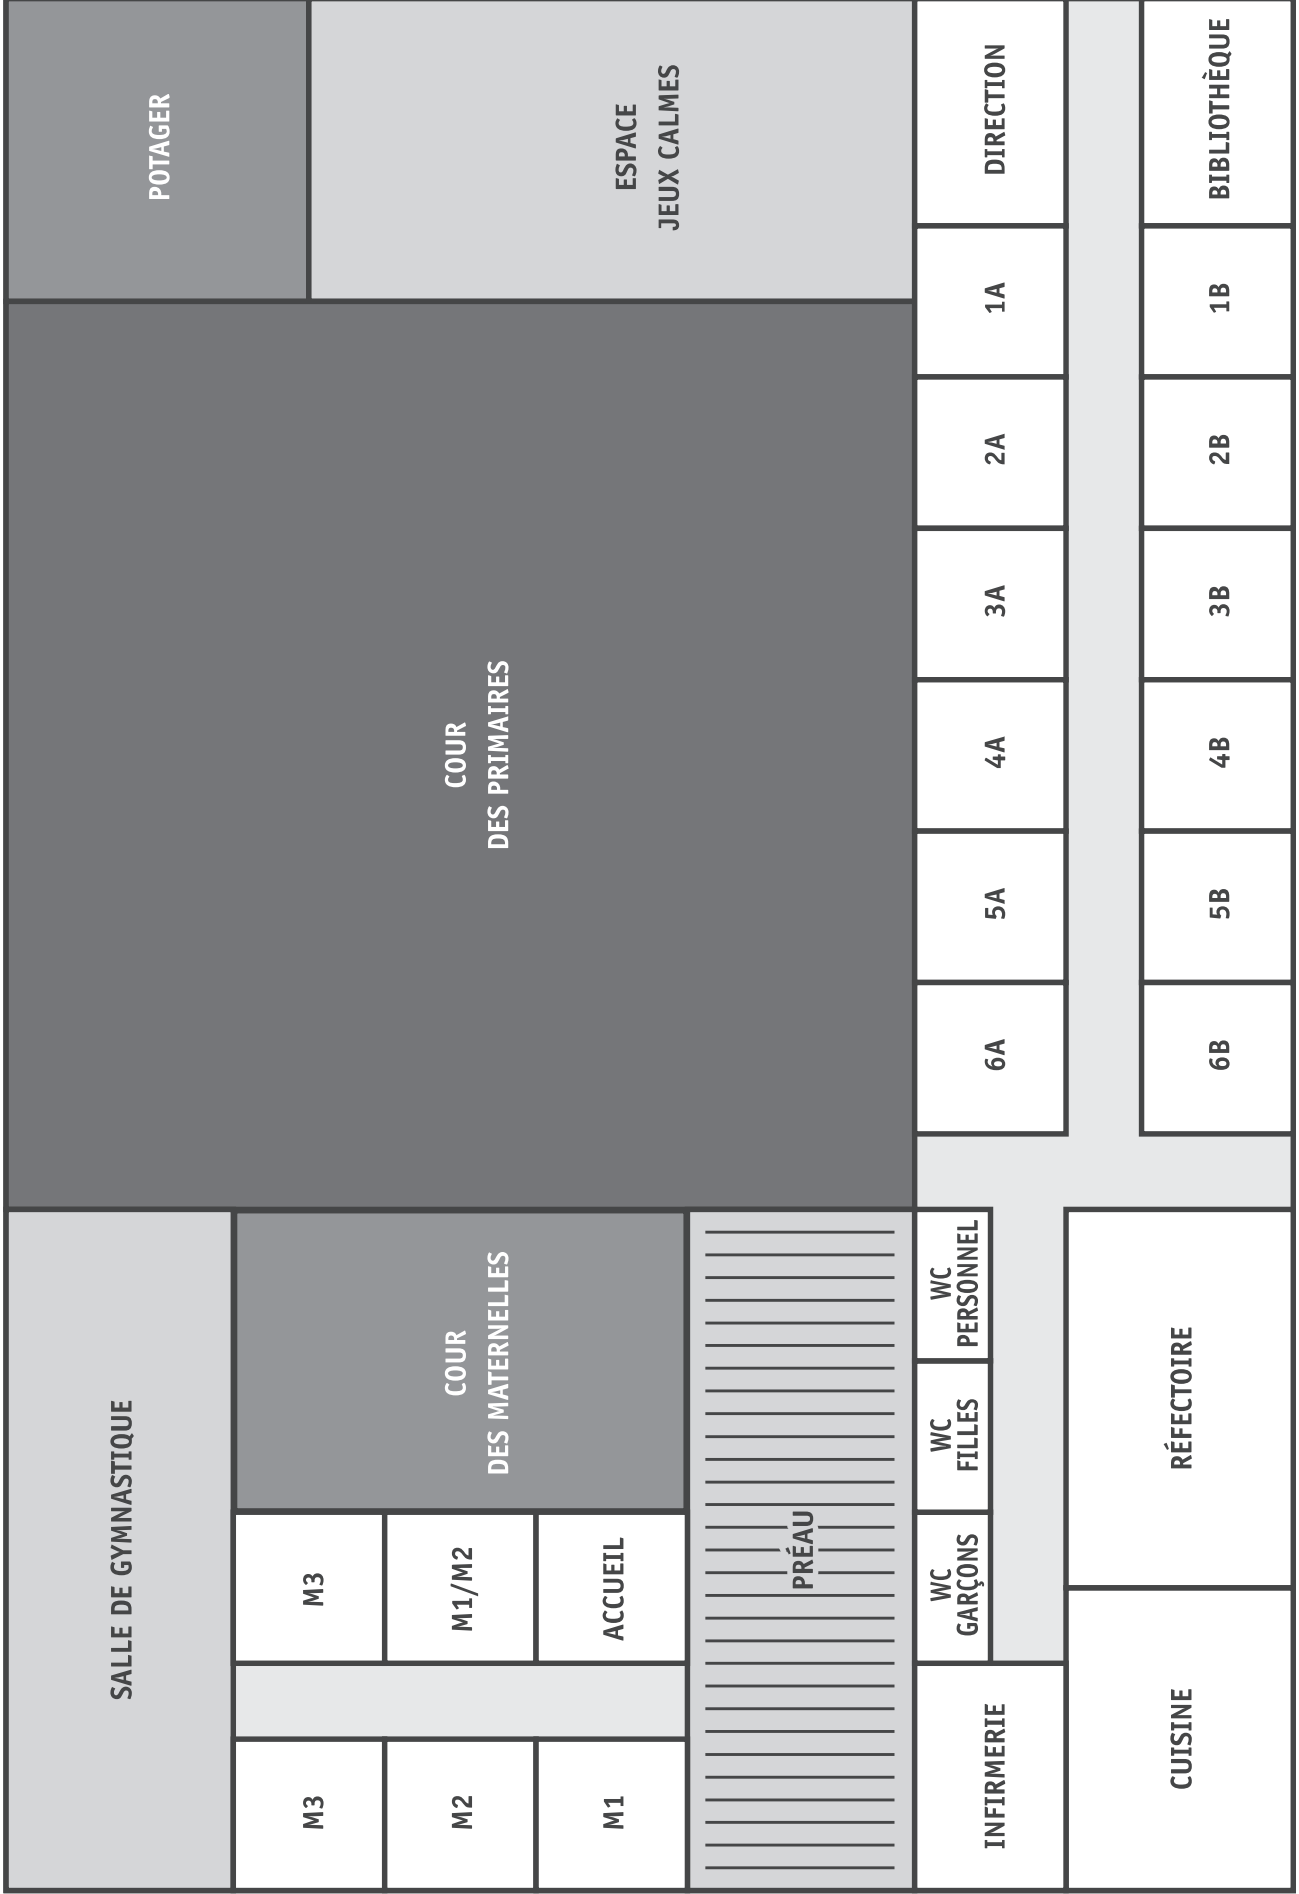 SALLE DE GYMNASTIQUE
POTAGER
M3
M3
M2
M1/M2
COUR
DES MATERNELLES
COUR
DES PRIMAIRES
M1
ACCUEIL
ESPACE
JEUX CALMES
PRÉAU
INFIRMERIE
WC
GARÇONS
WC
FILLES
WC
PERSONNEL
6A
5A
4A
3A
2A
1A
DIRECTION
CUISINE
RÉFECTOIRE
6B
5B
4B
3B
2B
1B
BIBLIOTHÈQUE